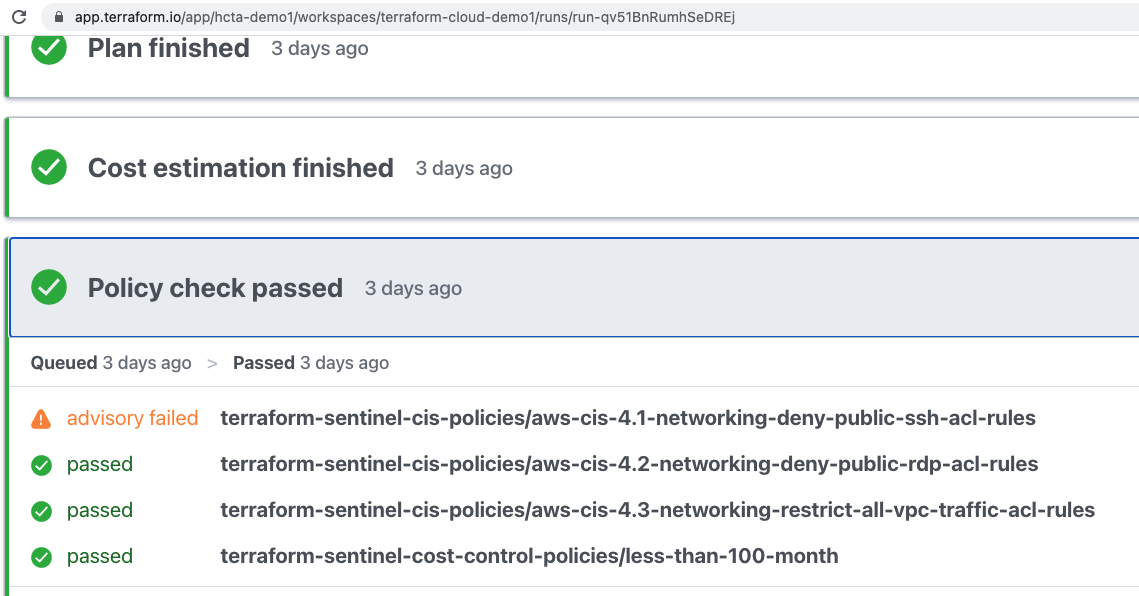 app.terraform.io/app/hcta-demo1/workspaces/terraform-cloud-demo1/runs/run-qv51BnRumhSeDREj
Plan finished 3 days ago
Cost estimation finished 3 days ago
Policy check passed 3 days ago
Queued 3 days ago > Passed 3 days ago
advisory failed terraform-sentinel-cis-policies/aws-cis-4.1-networking-deny-public-ssh-acl-rules
passed terraform-sentinel-cis-policies/aws-cis-4.2-networking-deny-public-rdp-acl-rules
passed terraform-sentinel-cis-policies/aws-cis-4.3-networking-restrict-all-vpc-traffic-acl-rules
passed terraform-sentinel-cost-control-policies/less-than-100-month